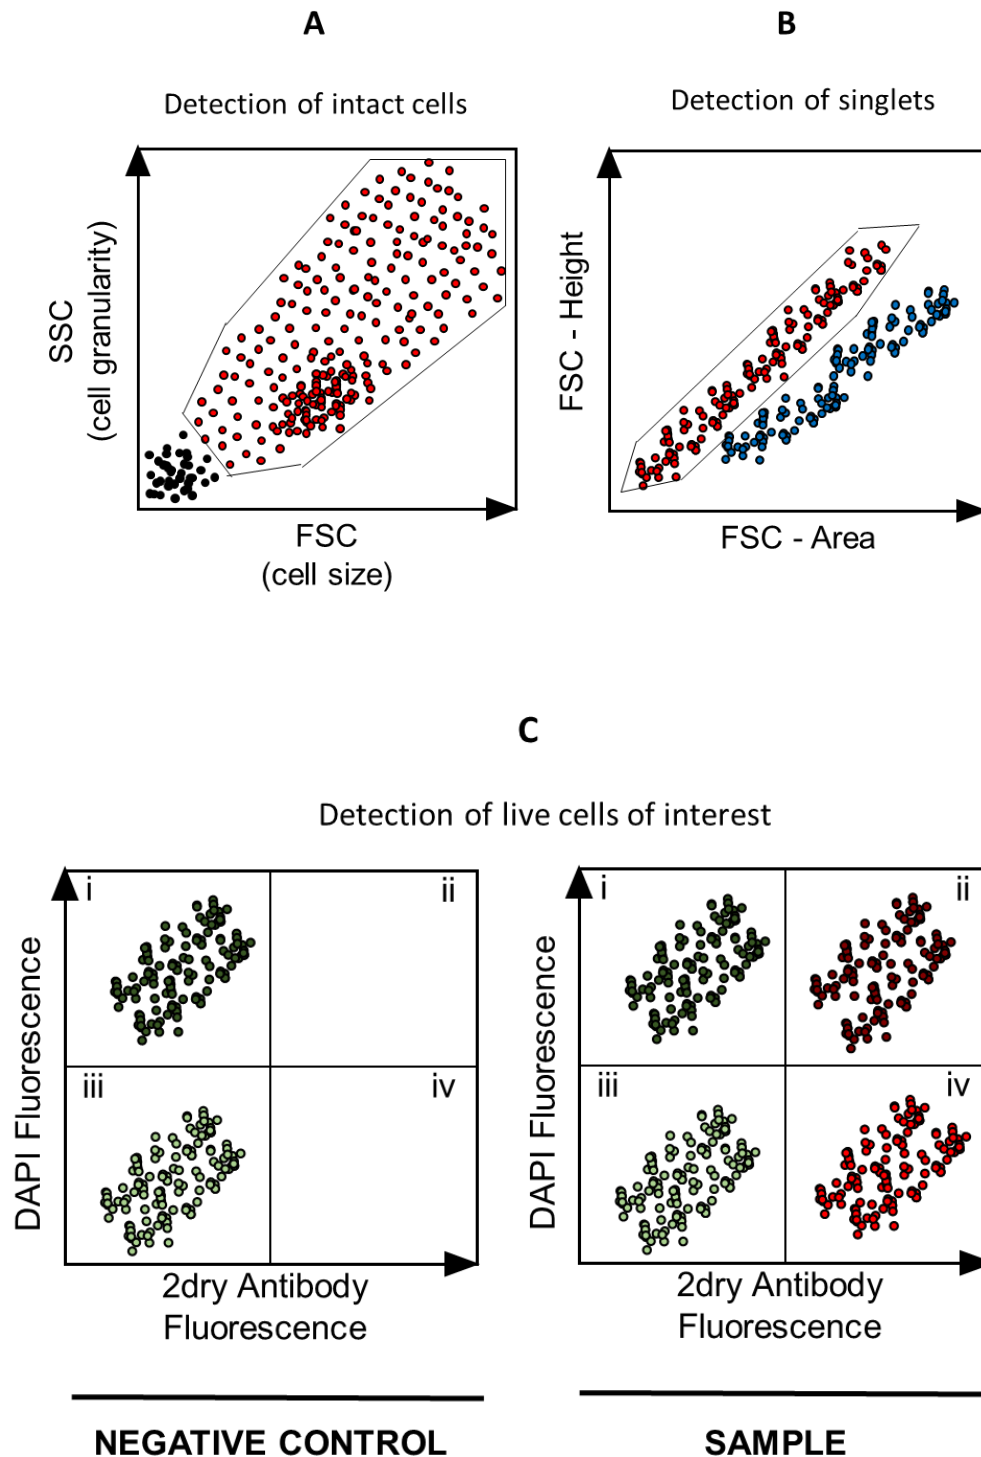 A
B
Detection of intact cells
Detection of singlets
SSC
(cell granularity)
FSC
(cell size)
FSC - Height
FSC - Area
C
Detection of live cells of interest
i
ii
iii
iv
DAPI Fluorescence
2dry Antibody
Fluorescence
NEGATIVE CONTROL
i
ii
iii
iv
DAPI Fluorescence
2dry Antibody
Fluorescence
SAMPLE